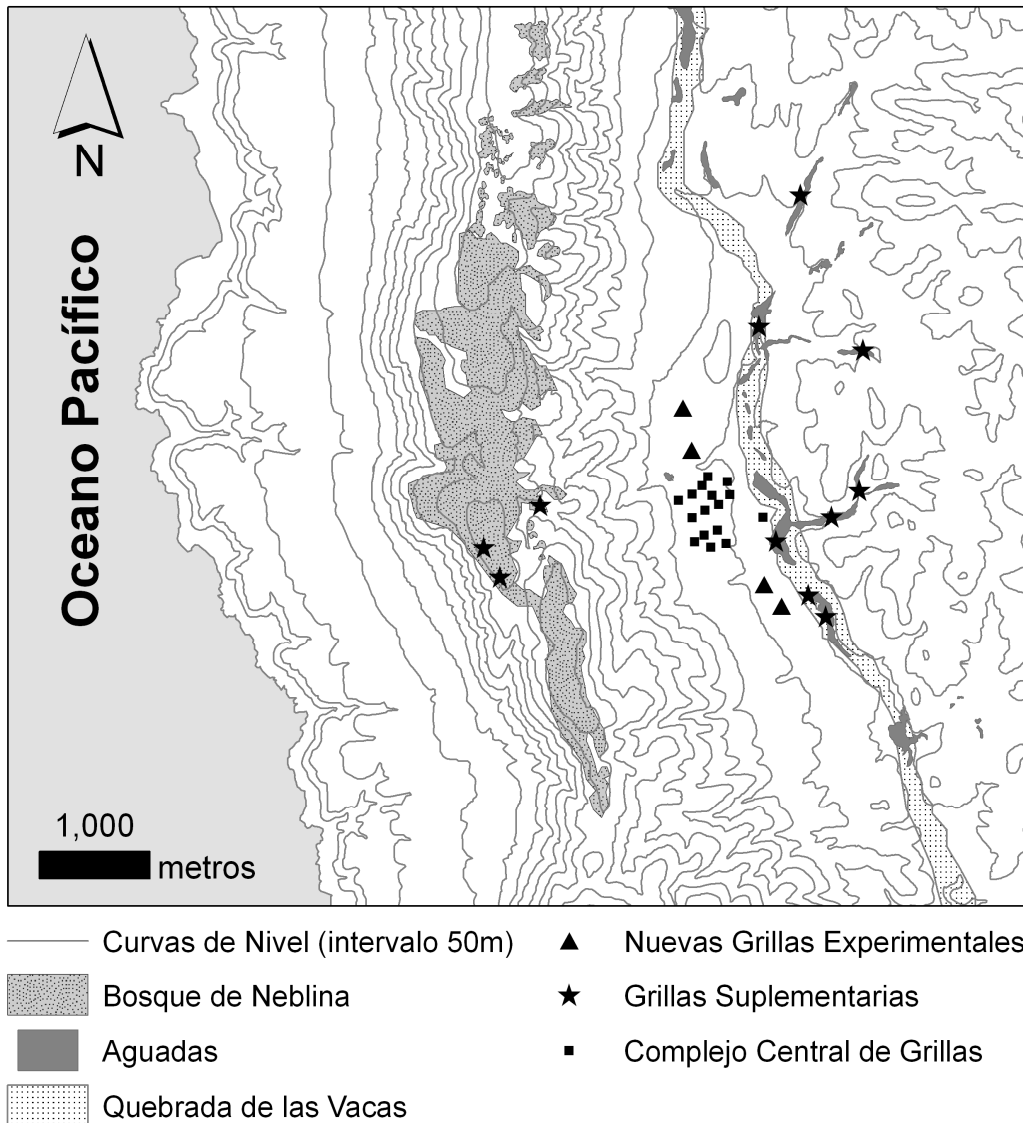 N
Oceano Pacífico
1,000
metros
Curvas de Nivel (intervalo 50m)
Bosque de Neblina
Aguadas
Quebrada de las Vacas
Nuevas Grillas Experimentales
Grillas Suplementarias
Complejo Central de Grillas